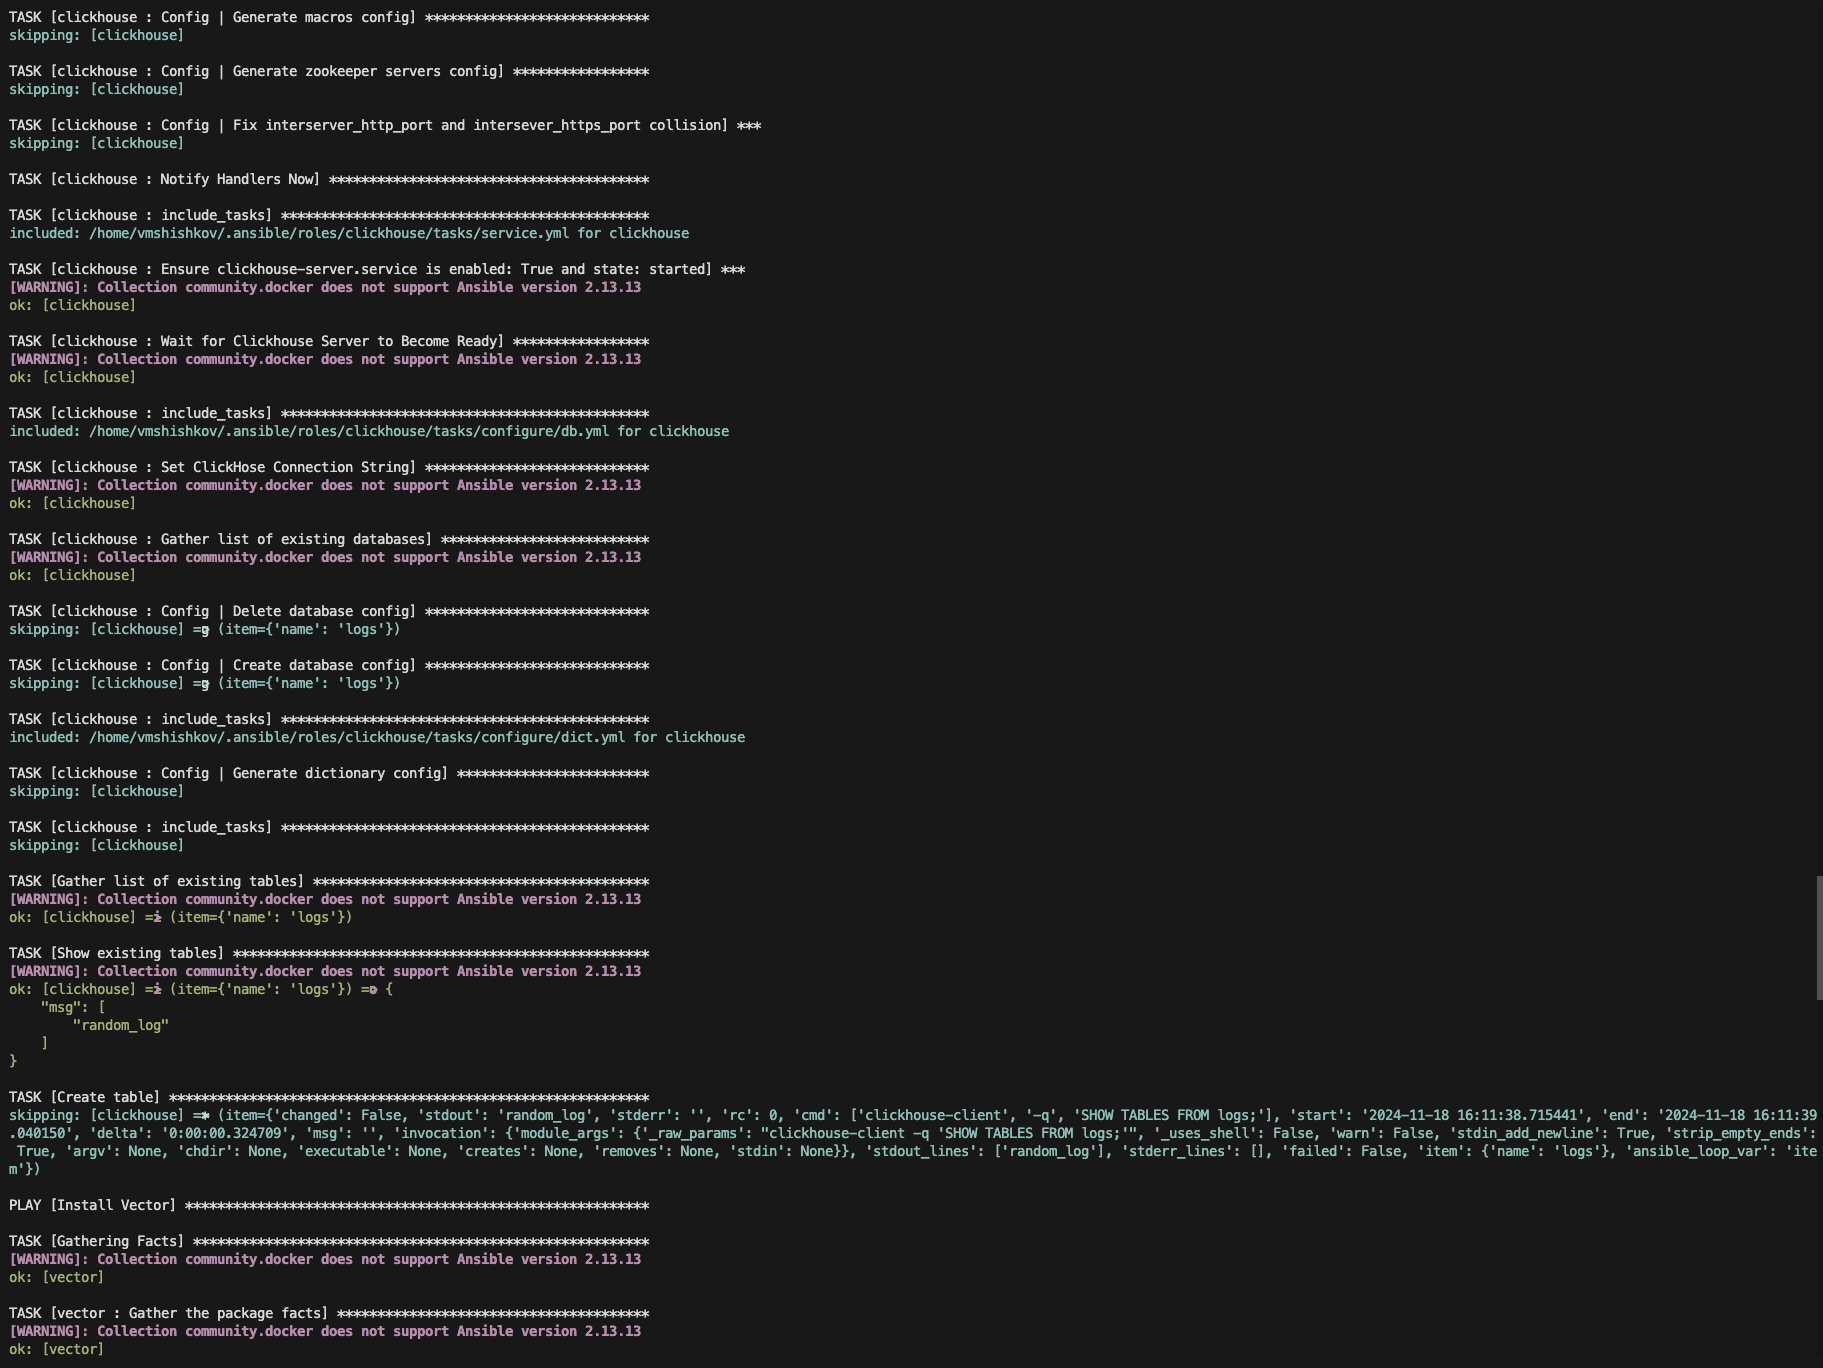 TASK [clickhouse : Config | Generate macros config] ****************************
skipping: [clickhouse]
TASK [clickhouse : Config | Generate zookeeper servers config] *****************
skipping: [clickhouse]
TASK [clickhouse : Config | Fix interserver_http_port and intersever_https_port collision] ***
skipping: [clickhouse]
TASK [clickhouse : Notify Handlers Now] ****************************************
TASK [clickhouse : include_tasks] **********************************************
included: /home/vmshishkov/.ansible/roles/clickhouse/tasks/service.yml for clickhouse
TASK [clickhouse : Ensure clickhouse-server.service is enabled: True and state: started] ***
[WARNING]: Collection community.docker does not support Ansible version 2.13.13
ok: [clickhouse]
TASK [clickhouse : Wait for Clickhouse Server to Become Ready] *****************
[WARNING]: Collection community.docker does not support Ansible version 2.13.13
ok: [clickhouse]
TASK [clickhouse : include_tasks] **********************************************
included: /home/vmshishkov/.ansible/roles/clickhouse/tasks/configure/db.yml for clickhouse
TASK [clickhouse : Set ClickHose Connection String] ****************************
[WARNING]: Collection community.docker does not support Ansible version 2.13.13
ok: [clickhouse]
TASK [clickhouse : Gather list of existing databases] **************************
[WARNING]: Collection community.docker does not support Ansible version 2.13.13
ok: [clickhouse]
TASK [clickhouse : Config | Delete database config] ****************************
skipping: [clickhouse] => (item={'name': 'logs'})
TASK [clickhouse : Config | Create database config] ****************************
skipping: [clickhouse] => (item={'name': 'logs'})
TASK [clickhouse : include_tasks] **********************************************
included: /home/vmshishkov/.ansible/roles/clickhouse/tasks/configure/dict.yml for clickhouse
TASK [clickhouse : Config | Generate dictionary config] ************************
skipping: [clickhouse]
TASK [clickhouse : include_tasks] **********************************************
skipping: [clickhouse]
TASK [Gather list of existing tables] ******************************************
[WARNING]: Collection community.docker does not support Ansible version 2.13.13
ok: [clickhouse] => (item={'name': 'logs'})
TASK [Show existing tables] ****************************************************
[WARNING]: Collection community.docker does not support Ansible version 2.13.13
ok: [clickhouse] => (item={'name': 'logs'}) => {
"msg": [
"random_log"
]
}
TASK [Create table] ************************************************************
skipping: [clickhouse] => (item={'changed': False, 'stdout': 'random_log', 'stderr': '', 'rc': 0, 'cmd': ['clickhouse-client', '-q', 'SHOW TABLES FROM logs;'], 'start': '2024-11-18 16:11:38.715441', 'end': '2024-11-18 16:11:39
.040150', 'delta': '0:00:00.324709', 'msg': '', 'invocation': {'module_args': {'_raw_params': "clickhouse-client -q 'SHOW TABLES FROM logs;'", '_uses_shell': False, 'warn': False, 'stdin_add_newline': True, 'strip_empty_ends':
True, 'argv': None, 'chdir': None, 'executable': None, 'creates': None, 'removes': None, 'stdin': None}}, 'stdout_lines': ['random_log'], 'stderr_lines': [], 'failed': False, 'item': {'name': 'logs'}, 'ansible_loop_var': 'ite
m'})
PLAY [Install Vector] **********************************************************
TASK [Gathering Facts] *********************************************************
[WARNING]: Collection community.docker does not support Ansible version 2.13.13
ok: [vector]
TASK [vector : Gather the package facts] ***************************************
[WARNING]: Collection community.docker does not support Ansible version 2.13.13
ok: [vector]